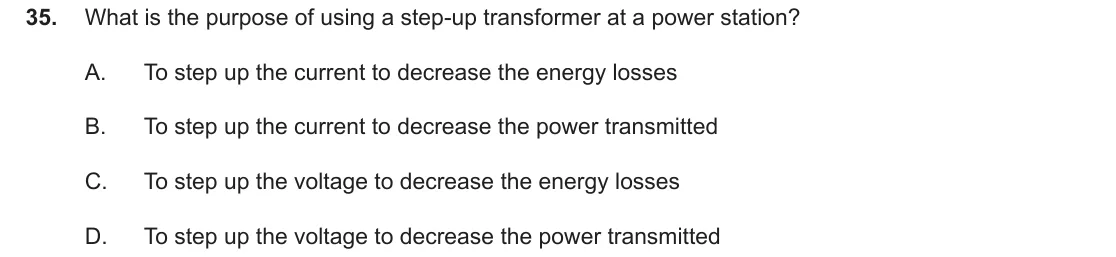 35. What is the purpose of using a step-up transformer at a power station?
A. To step up the current to decrease the energy losses
B. To step up the current to decrease the power transmitted
C. To step up the voltage to decrease the energy losses
D. To step up the voltage to decrease the power transmitted